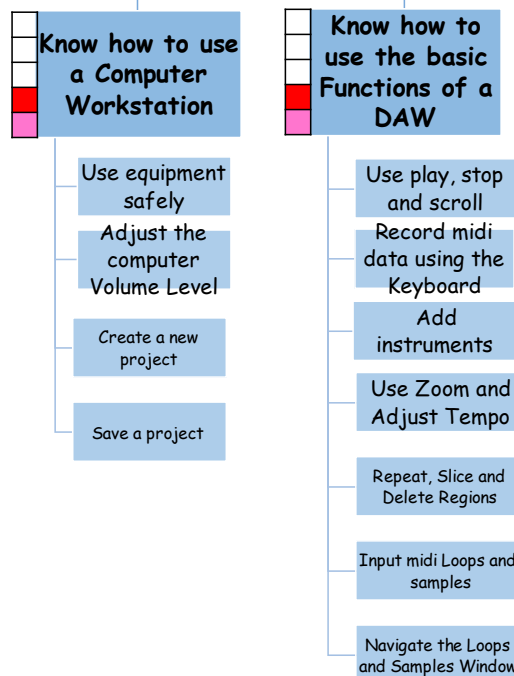 Know how to use
a Computer
Workstation
Use equipment
safely
Adjust the
computer
Volume Level
Create a new
project
Save a project
Know how to
use the basic
Functions of a
DAW
Use play, stop
and scroll
Record midi
data using the
Keyboard
Add
instruments
Use Zoom and
Adjust Tempo
Repeat, Slice and
Delete Regions
Input midi Loops and
samples
Navigate the Loops
and Samples Window